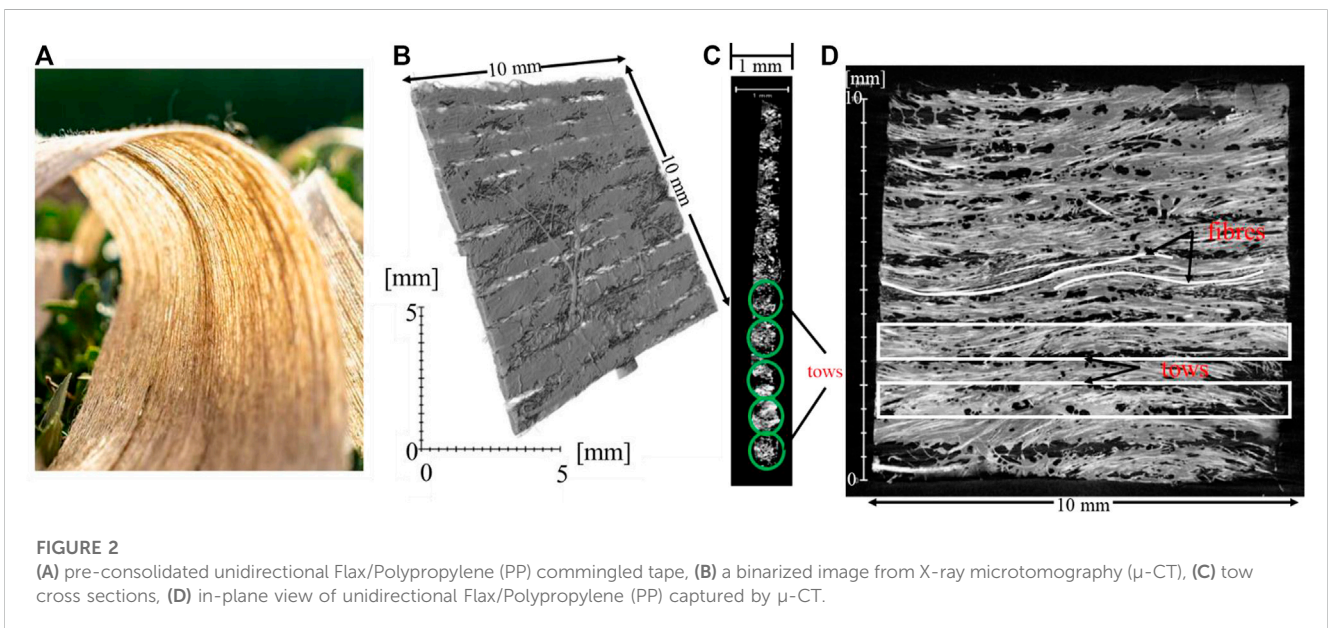 A
B
10 mm
10 mm
[mm]
5
0
0
5
[mm]
C
1 mm
1 mm
tows
D
[mm]
10
fibres
tows
0
10 mm
FIGURE 2
(A) pre-consolidated unidirectional Flax/Polypropylene (PP) commingled tape, (B) a binarized image from X-ray microtomography (μ-CT), (C) tow
cross sections, (D) in-plane view of unidirectional Flax/Polypropylene (PP) captured by μ-CT.